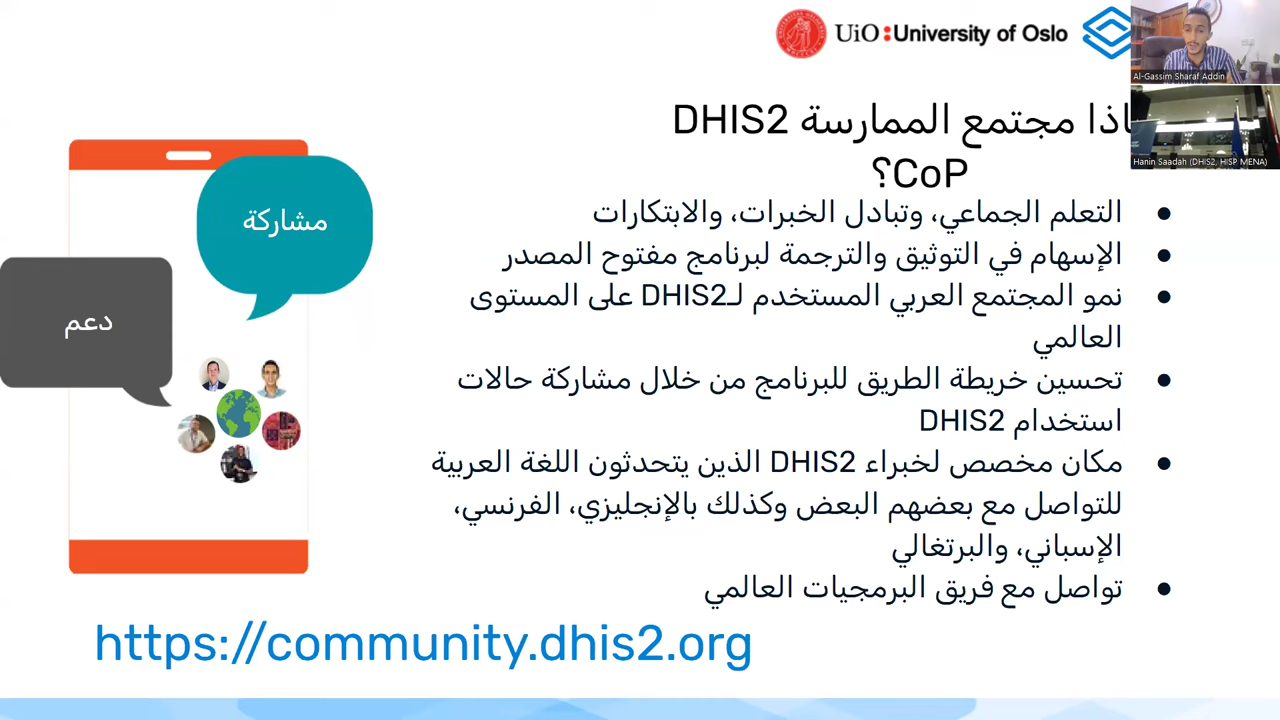 UiO:University of Oslo
Al-Gassim Sharaf Addin
Hanin Saadah (DHIS2, HISP MENA)
مجتمع الممارسة DHIS2
CoP؟
التعلم الجماعي، وتبادل الخبرات، والابتكارات
الإسهام في التوثيق والترجمة لبرنامج مفتوح المصدر
نمو المجتمع العربي المستخدم لـDHIS2 على المستوى
العالمي
تحسين خريطة الطريق للبرنامج من خلال مشاركة حالات
استخدام DHIS2
مكان مخصص لخبراء DHIS2 الذين يتحدثون اللغة العربية
للتواصل مع بعضهم البعض وكذلك بالإنجليزي، الفرنسي،
الإسباني، والبرتغالي
تواصل مع فريق البرمجيات العالمي
مشاركة
دعم
https://community.dhis2.org